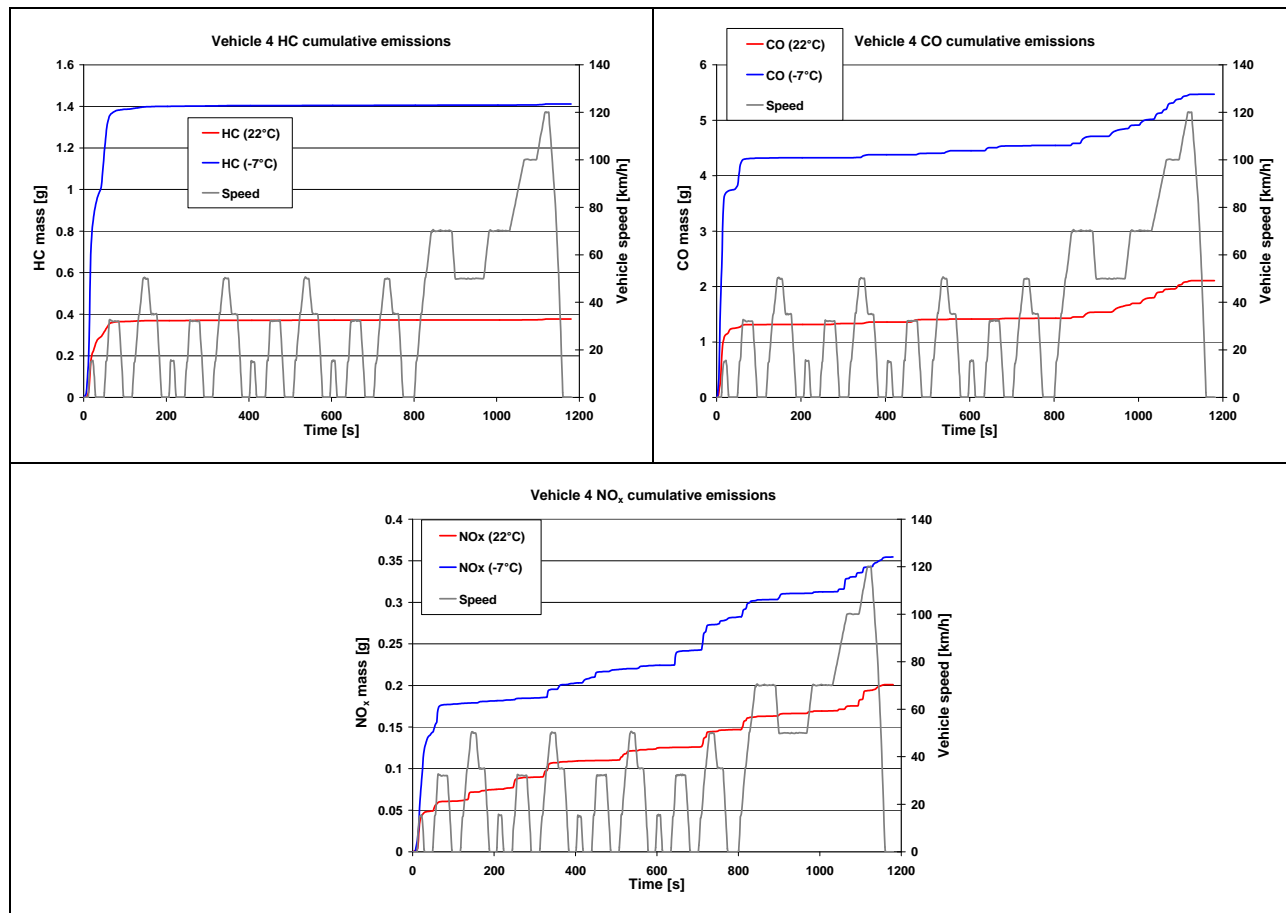 Vehicle 4 HC cumulative emissions
HC mass [g]
1.6
1.4
1.2
1
0.8
0.6
0.4
0.2
0
HC (22°C)
HC (-7°C)
Speed
140
120
100
80
60
40
20
0
Vehicle speed [km/h]
0 200 400 600 800 1000 1200
Time [s]
Vehicle 4 CO cumulative emissions
CO mass [g]
6
5
4
3
2
1
0
CO (22°C)
CO (-7°C)
Speed
140
120
100
80
60
40
20
0
Vehicle speed [km/h]
0 200 400 600 800 1000 1200
Time [s]
Vehicle 4 NOx cumulative emissions
NOx mass [g]
0.4
0.35
0.3
0.25
0.2
0.15
0.1
0.05
0
NOx (22°C)
NOx (-7°C)
Speed
140
120
100
80
60
40
20
0
Vehicle speed [km/h]
0 200 400 600 800 1000 1200
Time [s]